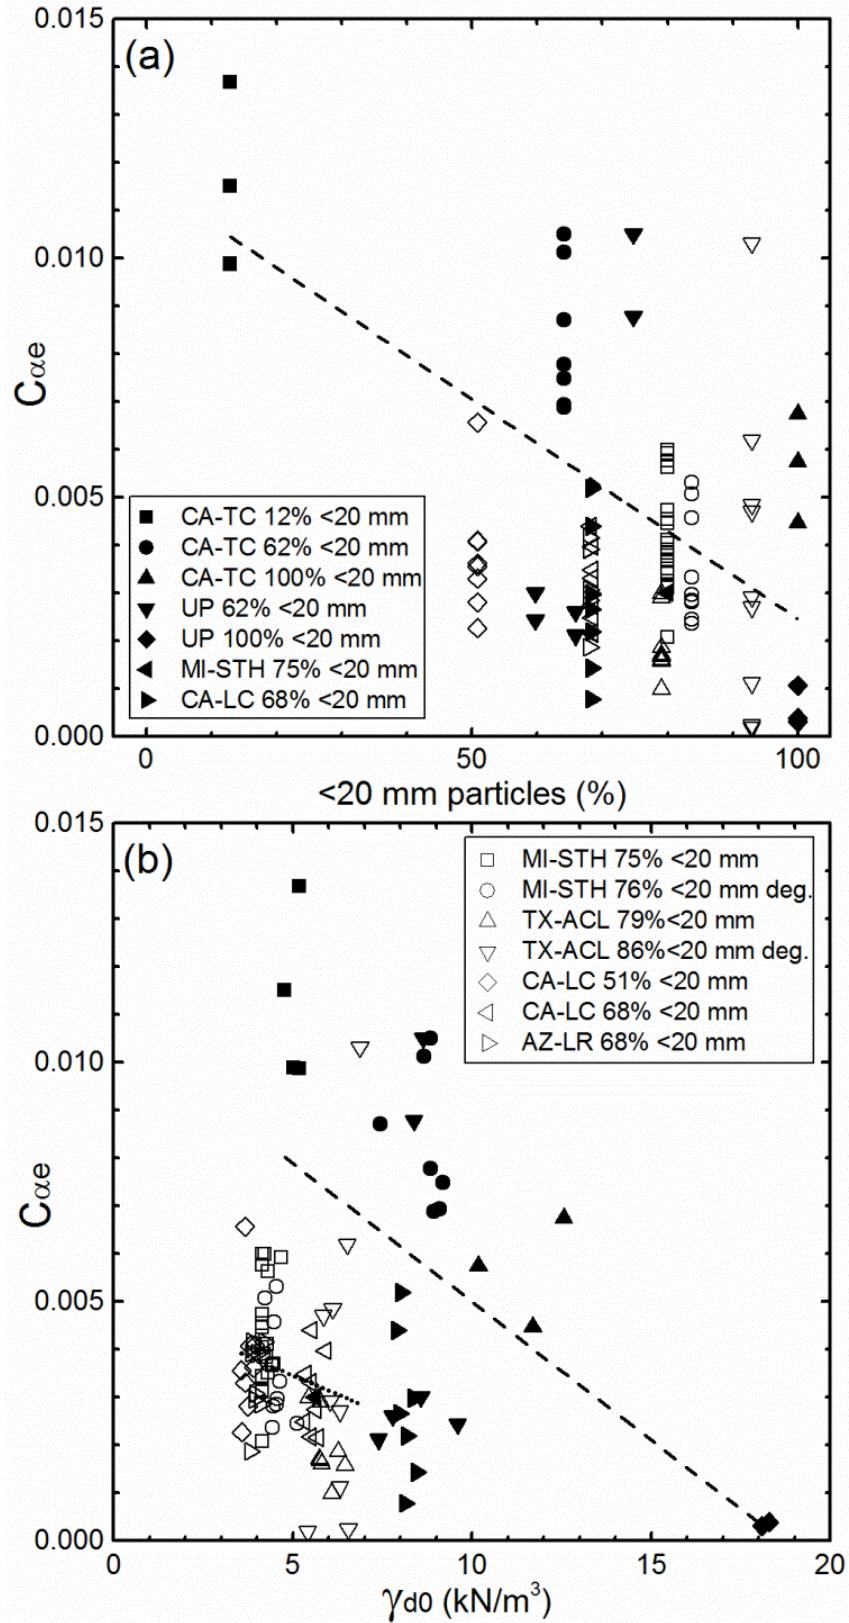 0.015
(a)
0.010
Cαe
0.005
CA-TC 12% <20 mm
CA-TC 62% <20 mm
CA-TC 100% <20 mm
UP 62% <20 mm
UP 100% <20 mm
MI-STH 75% <20 mm
CA-LC 68% <20 mm
0.000
0 50 100
<20 mm particles (%)
0.015
(b)
MI-STH 75% <20 mm
MI-STH 76% <20 mm deg.
TX-ACL 79%<20 mm
TX-ACL 86%<20 mm deg.
CA-LC 51% <20 mm
CA-LC 68% <20 mm
AZ-LR 68% <20 mm
0.010
Cαe
0.005
0.000
0 5 10 15 20
γd0 (kN/m³)